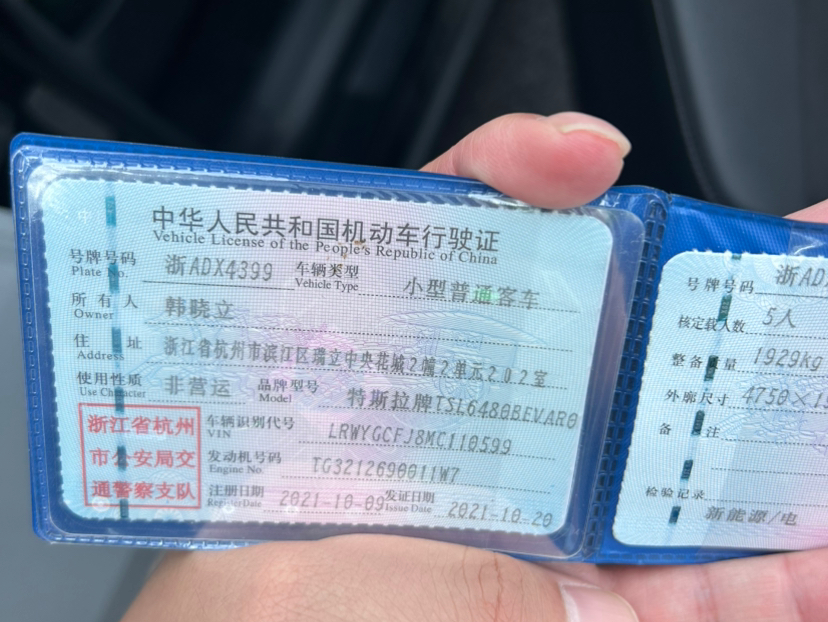 中华人民共和国机动车行驶证
Vehicle License of the People's Republic of China
号牌号码 浙ADX4399 车辆类型 小型普通客车
Plate No. Vehicle Type
所有人 韩晓立
Owner
住址 浙江省杭州市滨江区瑞立中央花城2幢2单元202室
Address
使用性质 非营运 品牌型号 特斯拉牌TSL6480BEVAR0
Use Character Model
浙江省杭州
市公安局交
通警察支队
车辆识别代号 LRWYGCFJ8MC110599
VIN
发动机号码 TG3212690011W7
Engine No.
注册日期 2021-10-09 发证日期 2021-10-20
Register Date Issue Date
号牌号码 浙AD
核定载人数 5人
整备质量 1929kg
外廓尺寸 4750×19
备注
检验记录 新能源/电